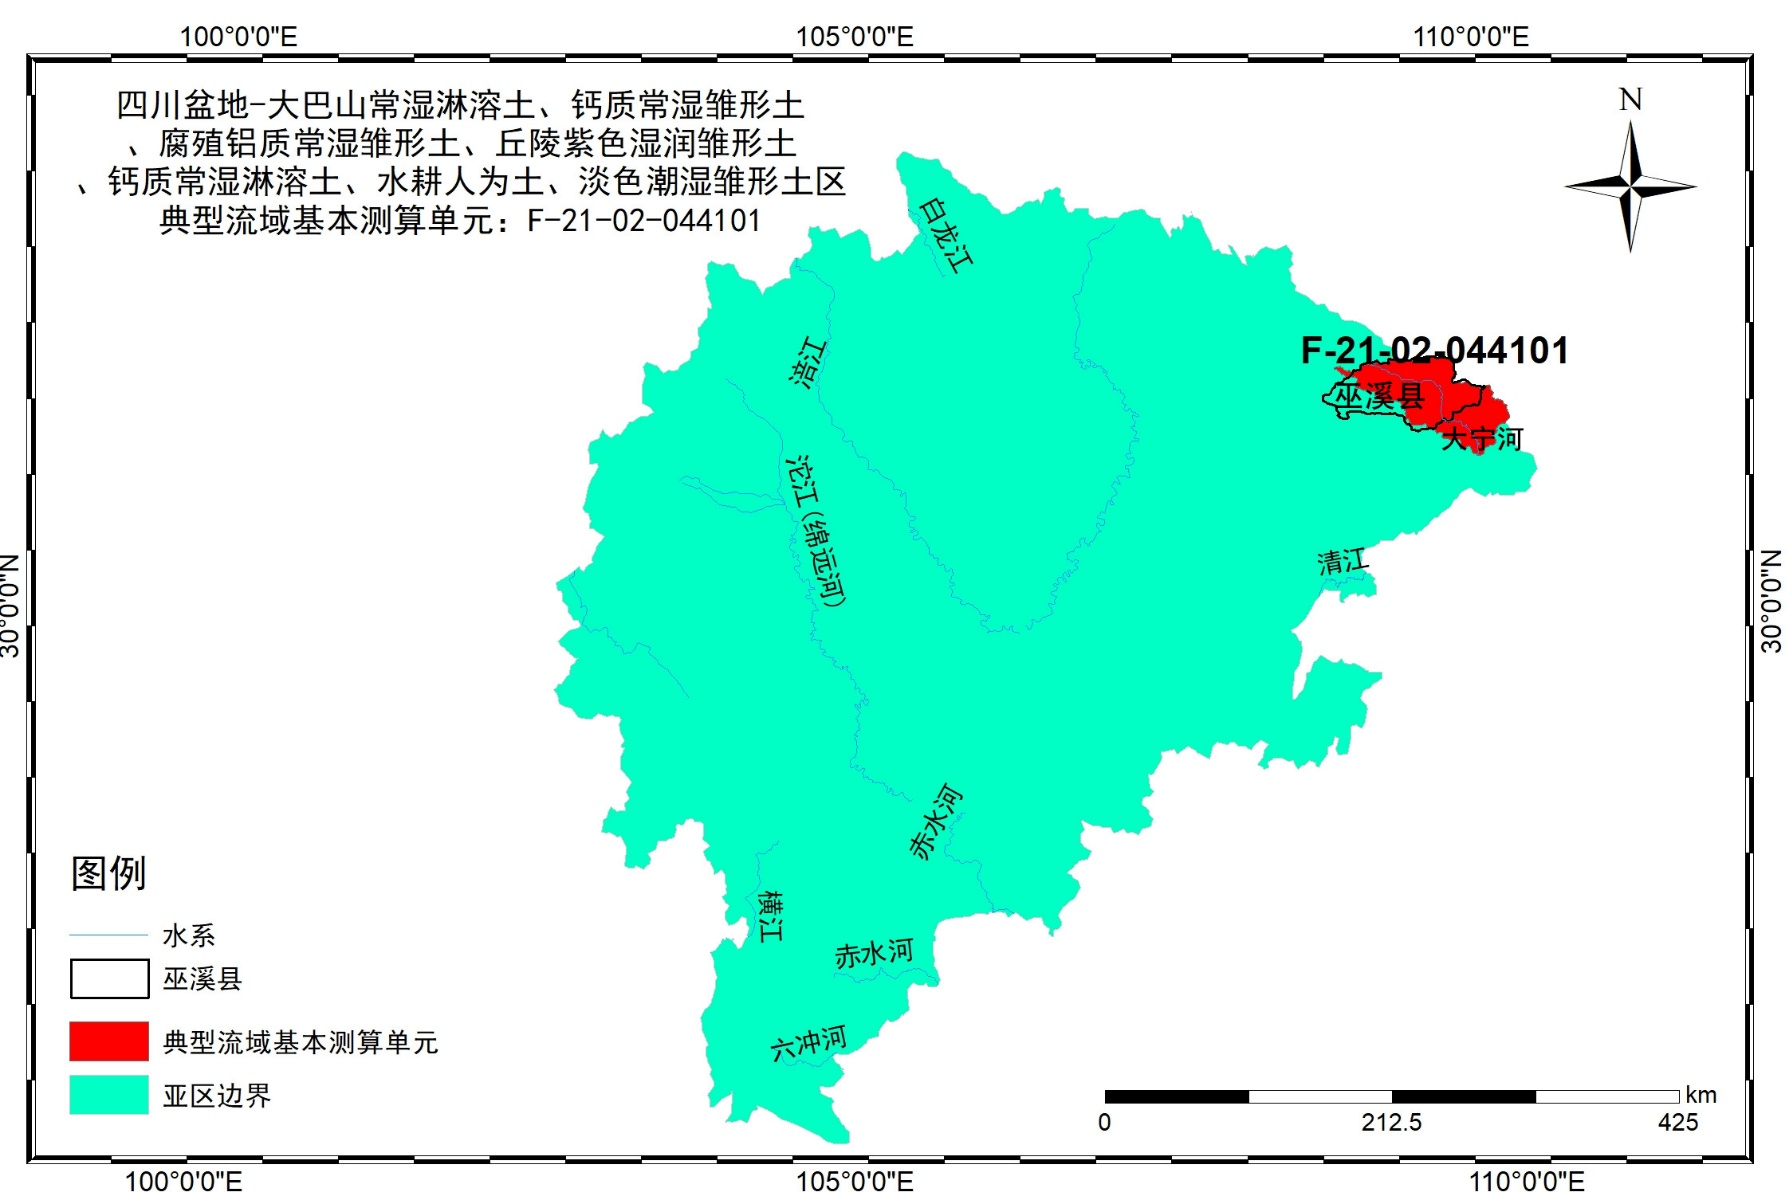 100°0'0"E
105°0'0"E
110°0'0"E
四川盆地-大巴山常湿淋溶土、钙质常湿雏形土
、腐殖铝质常湿雏形土、丘陵紫色湿润雏形土
、钙质常湿淋溶土、水耕人为土、淡色潮湿雏形土区
典型流域基本测算单元：F-21-02-044101
N
白龙江
涪江
F-21-02-044101
巫溪县
大宁河
沱江（绵远河）
清江
30°0'0"N
30°0'0"N
赤水河
横江
赤水河
六冲河
图例
水系
巫溪县
典型流域基本测算单元
亚区边界
km
0
212.5
425
100°0'0"E
105°0'0"E
110°0'0"E